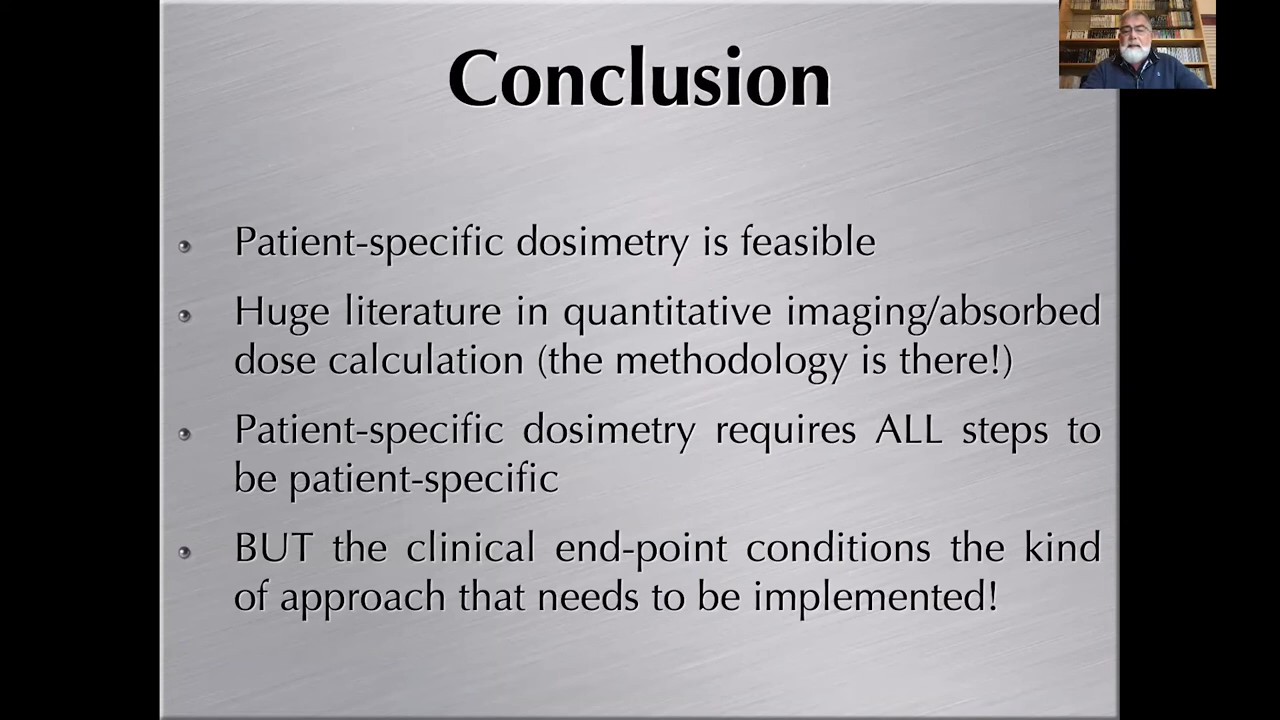 Conclusion
Patient-specific dosimetry is feasible
Huge literature in quantitative imaging/absorbed
dose calculation (the methodology is there!)
Patient-specific dosimetry requires ALL steps to
be patient-specific
BUT the clinical end-point conditions the kind
of approach that needs to be implemented!